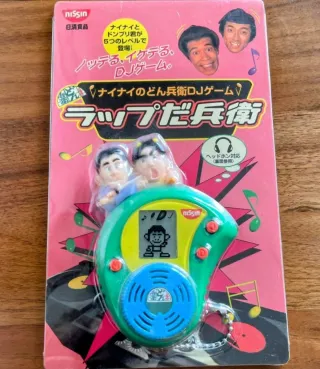 NISSIN
日清食品
ナイナイと
ドンブリ君が
5つのレベルで
登場!
ノッテる、イケテる、
DJゲーム。
ナイナイのどん兵衛DJゲーム
ラップだ兵衛
ヘッドホン対応
NISSIN